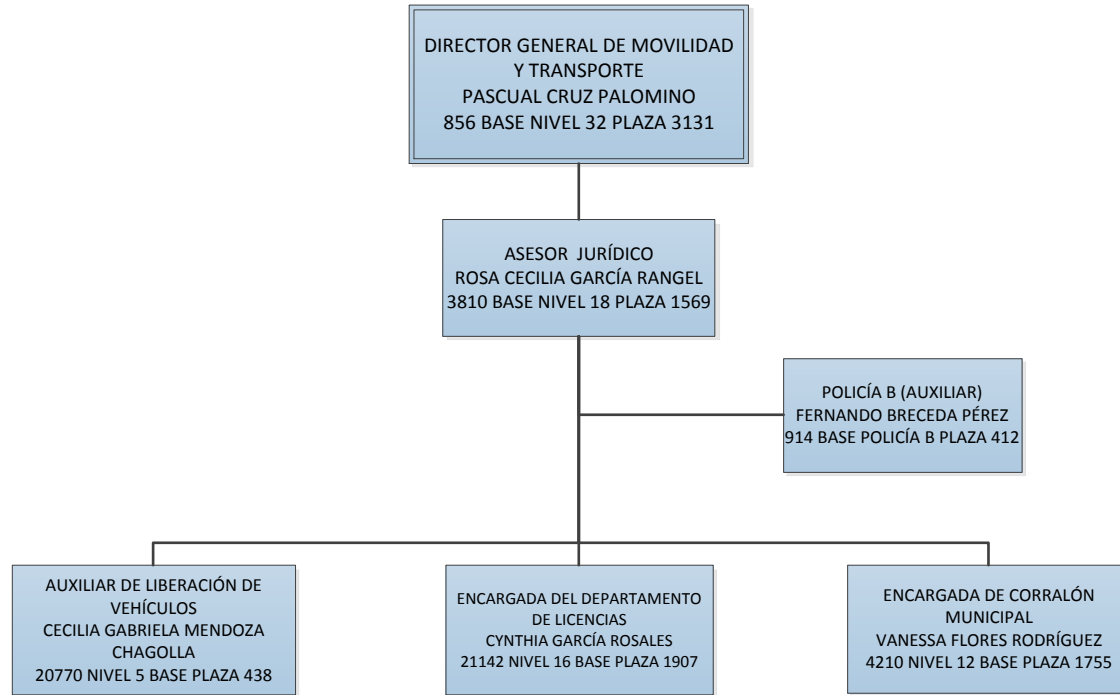 DIRECTOR GENERAL DE MOVILIDAD
Y TRANSPORTE
PASCUAL CRUZ PALOMINO
856 BASE NIVEL 32 PLAZA 3131
ASESOR JURÍDICO
ROSA CECILIA GARCÍA RANGEL
3810 BASE NIVEL 18 PLAZA 1569
POLICÍA B (AUXILIAR)
FERNANDO BRECEDA PÉREZ
914 BASE POLICÍA B PLAZA 412
AUXILIAR DE LIBERACIÓN DE
VEHÍCULOS
CECILIA GABRIELA MENDOZA
CHAGOLLA
20770 NIVEL 5 BASE PLAZA 438
ENCARGADA DEL DEPARTAMENTO
DE LICENCIAS
CYNTHIA GARCÍA ROSALES
21142 NIVEL 16 BASE PLAZA 1907
ENCARGADA DE CORRALÓN
MUNICIPAL
VANESSA FLORES RODRÍGUEZ
4210 NIVEL 12 BASE PLAZA 1755